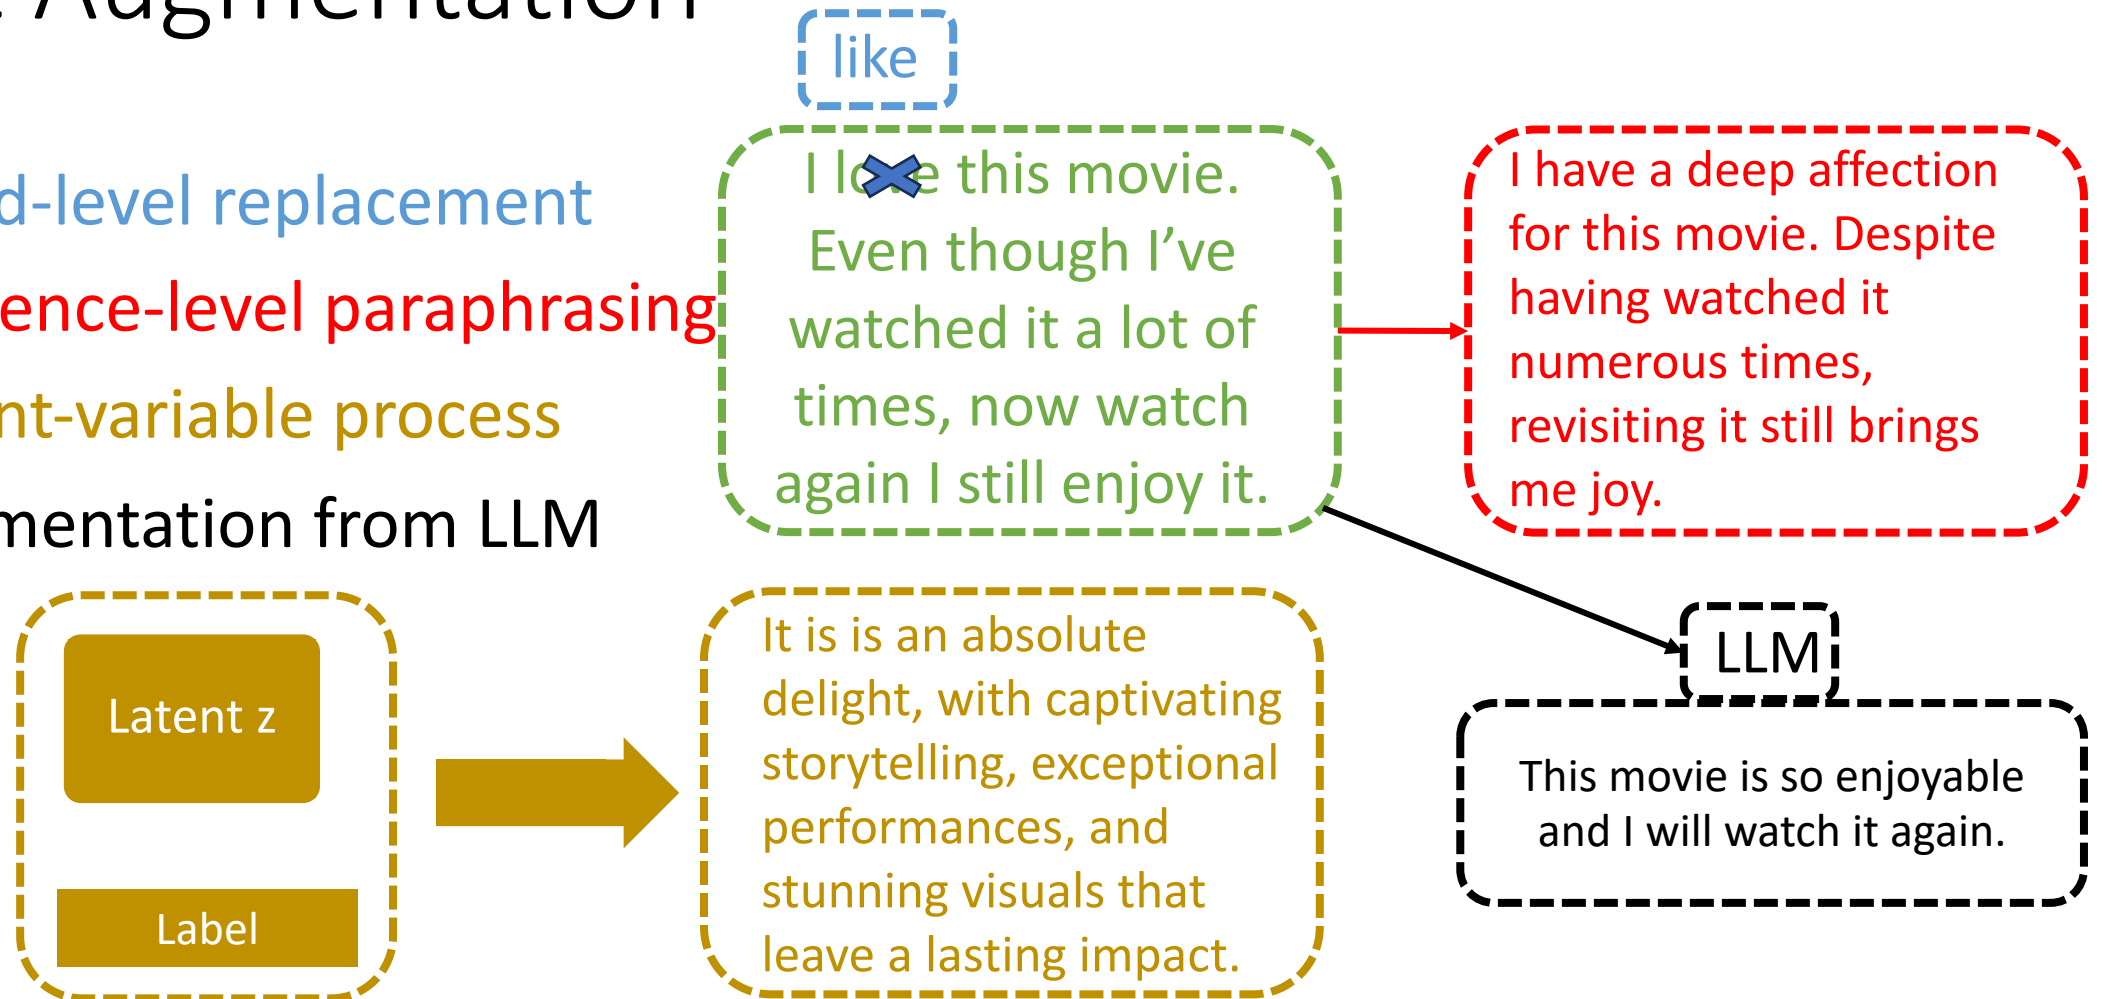 Augmentation
like
d-level replacement
ence-level paraphrasing
nt-variable process
mentation from LLM
I love this movie.
Even though I've
watched it a lot of
times, now watch
again I still enjoy it.
I have a deep affection
for this movie. Despite
having watched it
numerous times,
revisiting it still brings
me joy.
Latent z
Label
It is is an absolute
delight, with captivating
storytelling, exceptional
performances, and
stunning visuals that
leave a lasting impact.
LLM
This movie is so enjoyable
and I will watch it again.